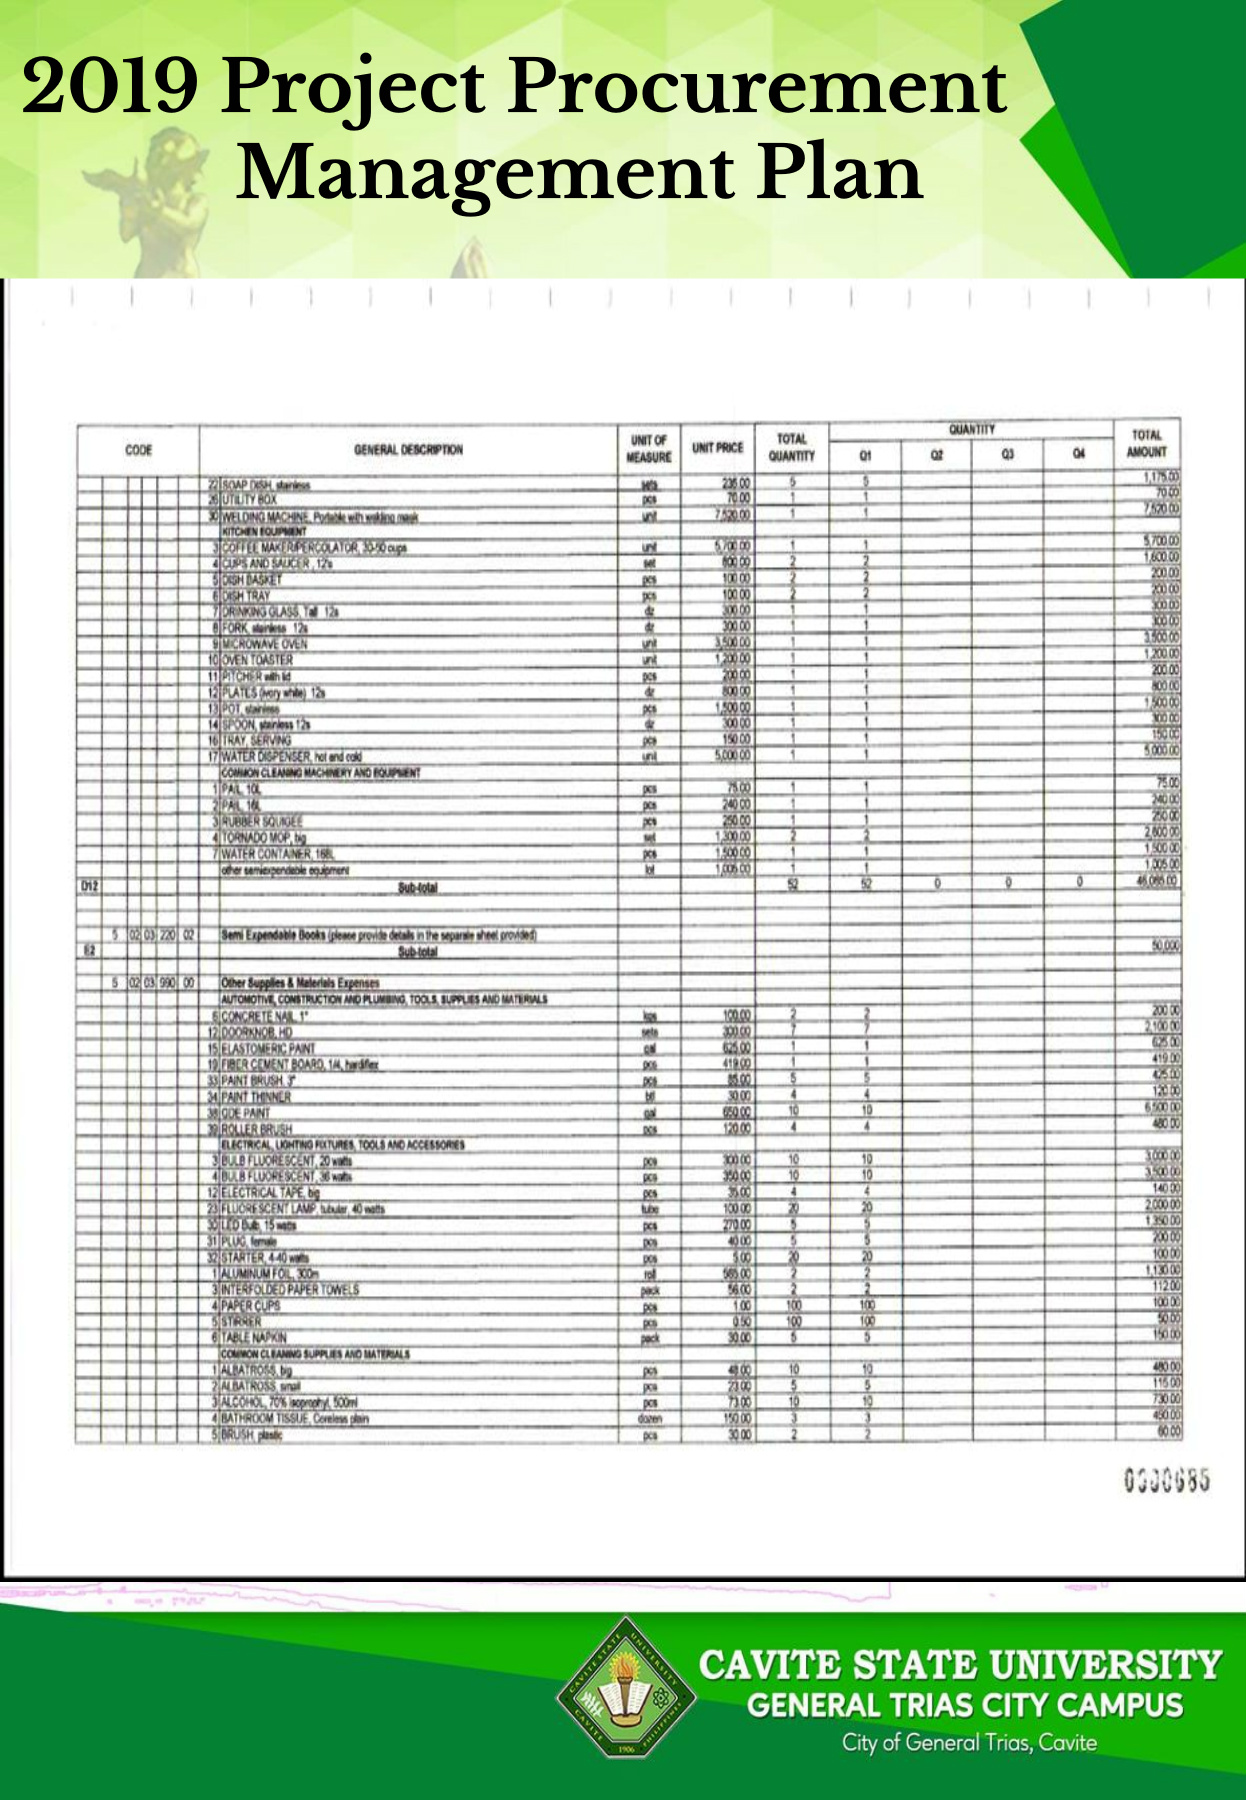 2019 Project Procurement
Management Plan
CODE GENERAL DESCRIPTION UNIT OF MEASURE UNIT PRICE TOTAL QUANTITY QUANTITY Q1 Q2 Q3 Q4 TOTAL AMOUNT
22 SOAP DISH, stainless sets 235.00 5 5 1,175.00
UTILITY BOX pcs 70.00 1 1 70.00
30 WELDING MACHINE, Portable with welding mask unit 7,520.00 1 1 7,520.00
KITCHEN EQUIPMENT
3 COFFEE MAKER/PERCOLATOR, 30-50 cups unit 5,700.00 1 1 5,700.00
4 CUPS AND SAUCER, 12's set 800.00 2 2 1,600.00
5 DISH BASKET pcs 100.00 2 2 200.00
6 DISH TRAY pcs 100.00 2 2 200.00
7 DRINKING GLASS, Tall 12s dz 300.00 1 1 300.00
8 FORK, stainless 12s dz 300.00 1 1 300.00
9 MICROWAVE OVEN unit 3,500.00 1 1 3,500.00
10 OVEN TOASTER unit 1,200.00 1 1 1,200.00
11 PITCHER with lid pcs 200.00 1 1 200.00
12 PLATES (ivory white) 12s dz 800.00 1 1 800.00
13 POT, stainless pcs 1,500.00 1 1 1,500.00
14 SPOON, stainless 12s dz 300.00 1 1 300.00
16 TRAY, SERVING pcs 150.00 1 1 150.00
17 WATER DISPENSER, hot and cold unit 5,000.00 1 1 5,000.00
COMMON CLEANING MACHINERY AND EQUIPMENT
1 PAIL, 10L pcs 75.00 1 1 75.00
2 PAIL, 16L pcs 240.00 1 1 240.00
3 RUBBER SQUIGEE pcs 250.00 1 1 250.00
4 TORNADO MOP, big set 1,300.00 2 2 2,600.00
7 WATER CONTAINER, 168L pcs 1,500.00 1 1 1,500.00
other semiexpendable equipment lot 1,005.00 1 1 1,005.00
D12 Sub-total 52 52 0 0 0
5 02 03 220 02 Semi Expendable Books (please provide details in the separate sheet provided)
E2 Sub-total 50,000
5 02 03 990 00 Other Supplies & Materials Expenses
AUTOMOTIVE, CONSTRUCTION AND PLUMBING, TOOLS, SUPPLIES AND MATERIALS
6 CONCRETE NAIL, 1" kgs 100.00 2 2 200.00
12 DOORKNOB, HD sets 300.00 7 7 2,100.00
15 ELASTOMERIC PAINT gal 625.00 1 1 625.00
19 FIBER CEMENT BOARD, 1/4, hardiflex pcs 419.00 1 1 419.00
33 PAINT BRUSH, 3" pcs 85.00 5 5 425.00
34 PAINT THINNER btl 30.00 4 4 120.00
38 QDE PAINT gal 650.00 10 10 6,500.00
39 ROLLER BRUSH pcs 120.00 4 4 480.00
ELECTRICAL, LIGHTING FIXTURES, TOOLS AND ACCESSORIES
3 BULB FLUORESCENT, 20 watts pcs 300.00 10 10 3,000.00
4 BULB FLUORESCENT, 36 watts pcs 350.00 10 10 3,500.00
12 ELECTRICAL TAPE, big pcs 35.00 4 4 140.00
23 FLUORESCENT LAMP, tubular, 40 watts tube 100.00 20 20 2,000.00
30 LED Bulb, 15 watts pcs 270.00 5 5 1,350.00
31 PLUG, female pcs 40.00 5 5 200.00
32 STARTER, 4-40 watts pcs 5.00 20 20 100.00
1 ALUMINUM FOIL, 300m roll 565.00 2 2 1,130.00
3 INTERFOLDED PAPER TOWELS pack 56.00 2 2 112.00
4 PAPER CUPS pcs 1.00 100 100 100.00
5 STIRRER pcs 0.50 100 100 50.00
6 TABLE NAPKIN pack 30.00 5 5 150.00
COMMON CLEANING SUPPLIES AND MATERIALS
1 ALBATROSS, big pcs 48.00 10 10 480.00
2 ALBATROSS, small pcs 23.00 5 5 115.00
3 ALCOHOL, 70% isoprophyl, 500ml pcs 73.00 10 10 730.00
4 BATHROOM TISSUE, Coreless plain dozen 150.00 3 3 450.00
5 BRUSH, plastic pcs 30.00 2 2 60.00
0000685
CAVITE STATE UNIVERSITY
GENERAL TRIAS CITY CAMPUS
City of General Trias, Cavite
CAVITE STATE UNIVERSITY
CAVITE PHILIPPINES
1906